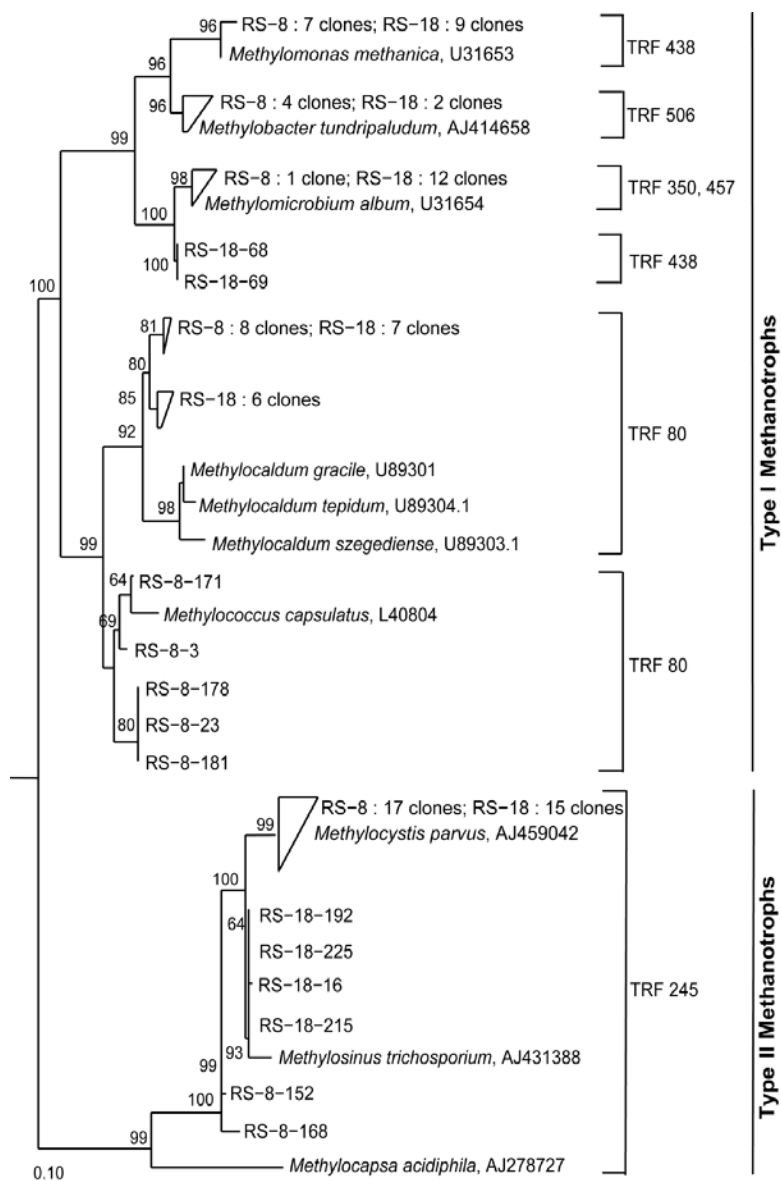 96
RS−8 : 7 clones; RS−18 : 9 clones
Methylomonas methanica, U31653
TRF 438
96
96
RS−8 : 4 clones; RS−18 : 2 clones
Methylobacter tundripaludum, AJ414658
TRF 506
99
98
RS−8 : 1 clone; RS−18 : 12 clones
Methylomicrobium album, U31654
TRF 350, 457
100
RS−18−68
100
RS−18−69
TRF 438
100
81
RS−8 : 8 clones; RS−18 : 7 clones
80
85
RS−18 : 6 clones
92
TRF 80
Methylocaldum gracile, U89301
98
Methylocaldum tepidum, U89304.1
Methylocaldum szegediense, U89303.1
99
64
RS−8−171
Methylococcus capsulatus, L40804
69
RS−8−3
TRF 80
RS−8−178
80
RS−8−23
RS−8−181
Type I Methanotrophs
RS−8 : 17 clones; RS−18 : 15 clones
99
Methylocystis parvus, AJ459042
100
64
RS−18−192
RS−18−225
RS−18−16
TRF 245
RS−18−215
93
Methylosinus trichosporium, AJ431388
99
RS−8−152
100
RS−8−168
99
Methylocapsa acidiphila, AJ278727
Type II Methanotrophs
0.10